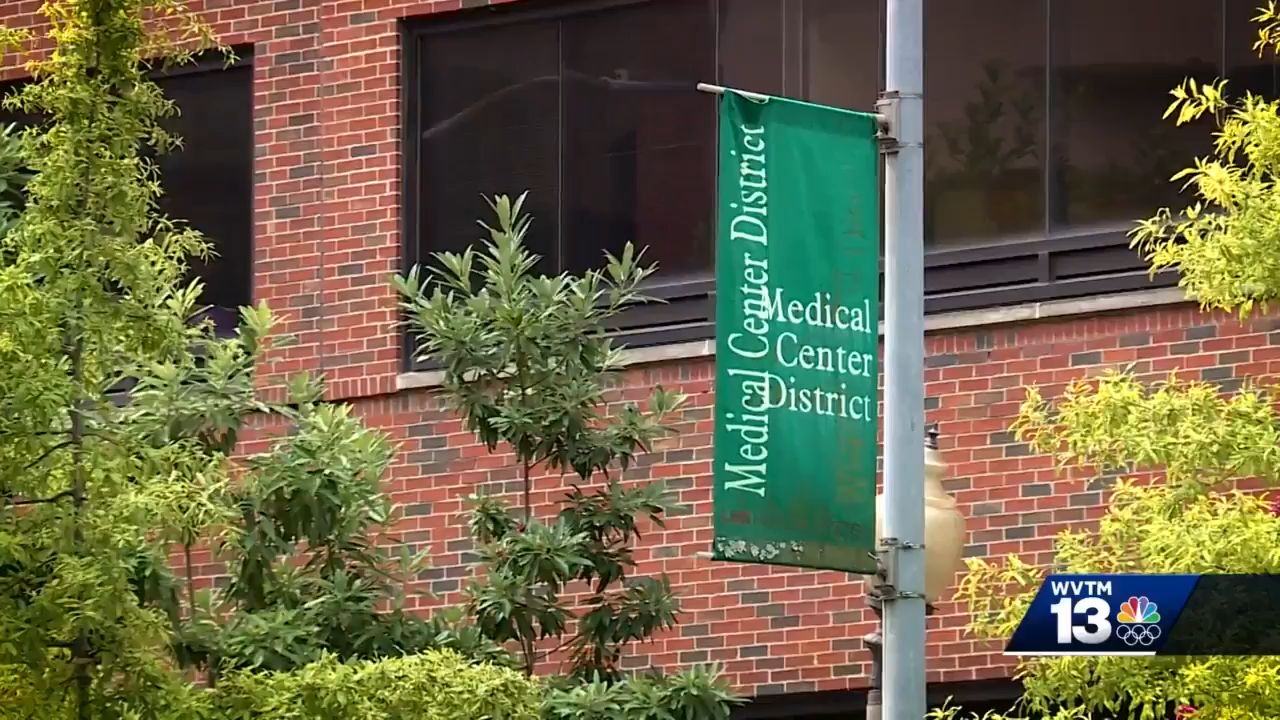 Medical Center District
Medical
Center
District
WVTM
13